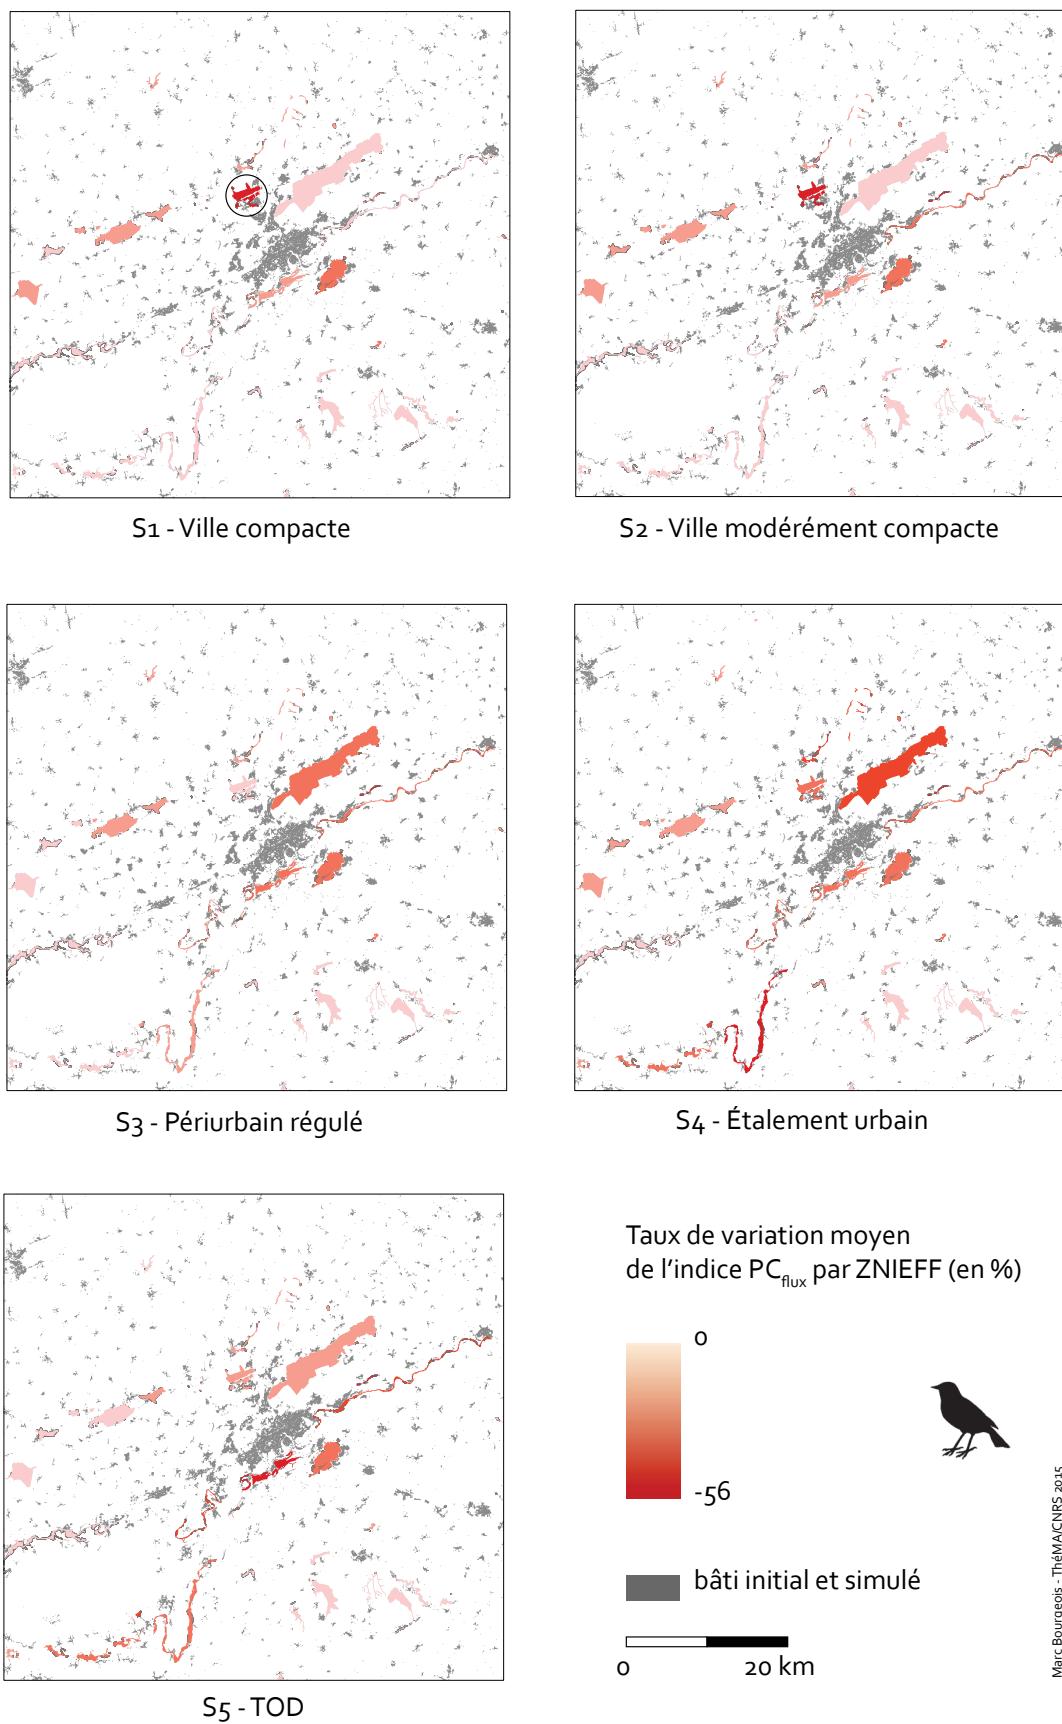 S1 - Ville compacte
S2 - Ville modérément compacte
S3 - Périurbain régulé
S4 - Étalement urbain
S5 - TOD
Taux de variation moyen
de l'indice PCflux par ZNIEFF (en %)
0
-56
bâti initial et simulé
0 20 km
Marc Bourgeois - ThéMA/CNRS 2015